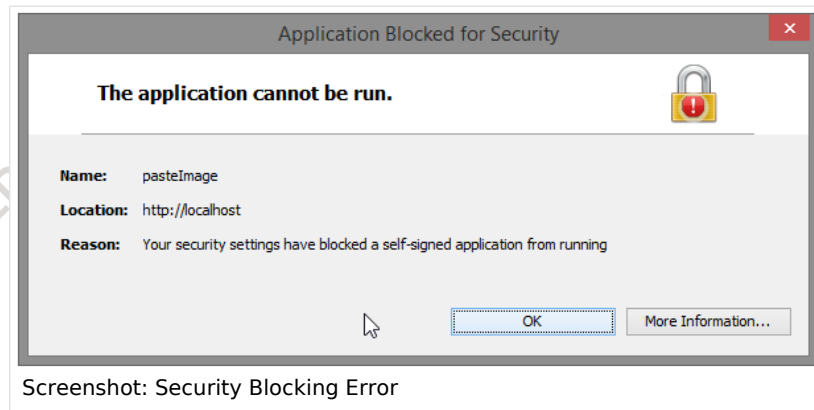 Application Blocked for Security
The application cannot be run.
Name: pasteImage
Location: http://localhost
Reason: Your security settings have blocked a self-signed application from running
OK More Information...
Screenshot: Security Blocking Error